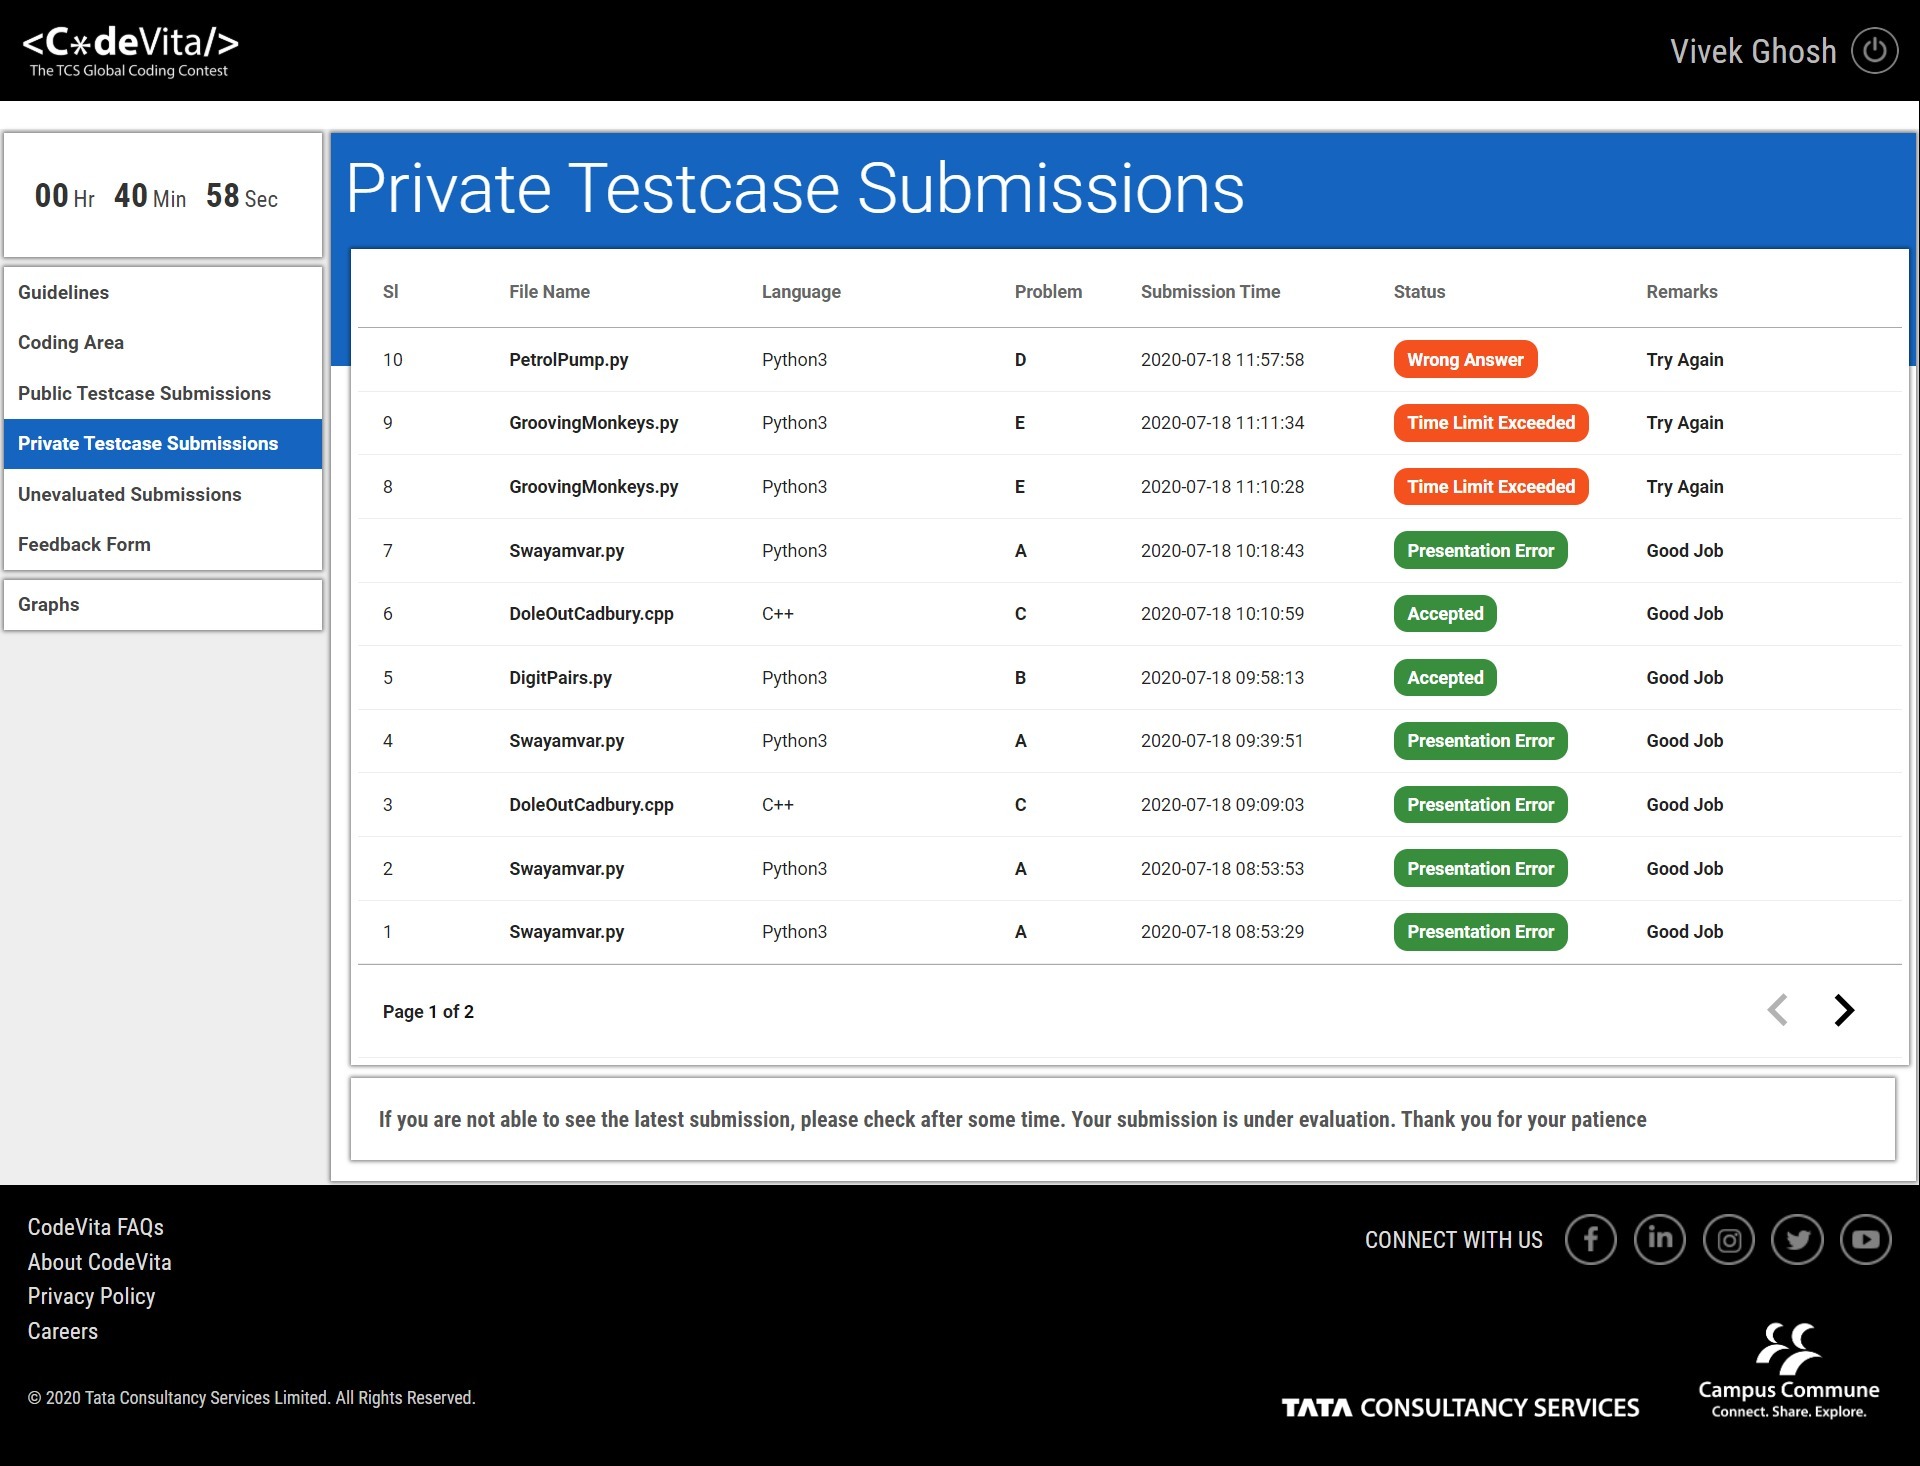 <C*deVita/>
The TCS Global Coding Contest
Vivek Ghosh
00 Hr 40 Min 58 Sec
Guidelines
Coding Area
Public Testcase Submissions
Private Testcase Submissions
Unevaluated Submissions
Feedback Form
Graphs
Private Testcase Submissions
Sl File Name Language Problem Submission Time Status Remarks
10 PetrolPump.py Python3 D 2020-07-18 11:57:58 Wrong Answer Try Again
9 GroovingMonkeys.py Python3 E 2020-07-18 11:11:34 Time Limit Exceeded Try Again
8 GroovingMonkeys.py Python3 E 2020-07-18 11:10:28 Time Limit Exceeded Try Again
7 Swayamvar.py Python3 A 2020-07-18 10:18:43 Presentation Error Good Job
6 DoleOutCadbury.cpp C++ C 2020-07-18 10:10:59 Accepted Good Job
5 DigitPairs.py Python3 B 2020-07-18 09:58:13 Accepted Good Job
4 Swayamvar.py Python3 A 2020-07-18 09:39:51 Presentation Error Good Job
3 DoleOutCadbury.cpp C++ C 2020-07-18 09:09:03 Presentation Error Good Job
2 Swayamvar.py Python3 A 2020-07-18 08:53:53 Presentation Error Good Job
1 Swayamvar.py Python3 A 2020-07-18 08:53:29 Presentation Error Good Job
Page 1 of 2
If you are not able to see the latest submission, please check after some time. Your submission is under evaluation. Thank you for your patience
CodeVita FAQs
About CodeVita
Privacy Policy
Careers
© 2020 Tata Consultancy Services Limited. All Rights Reserved.
CONNECT WITH US
TATA CONSULTANCY SERVICES
Campus Commune
Connect. Share. Explore.